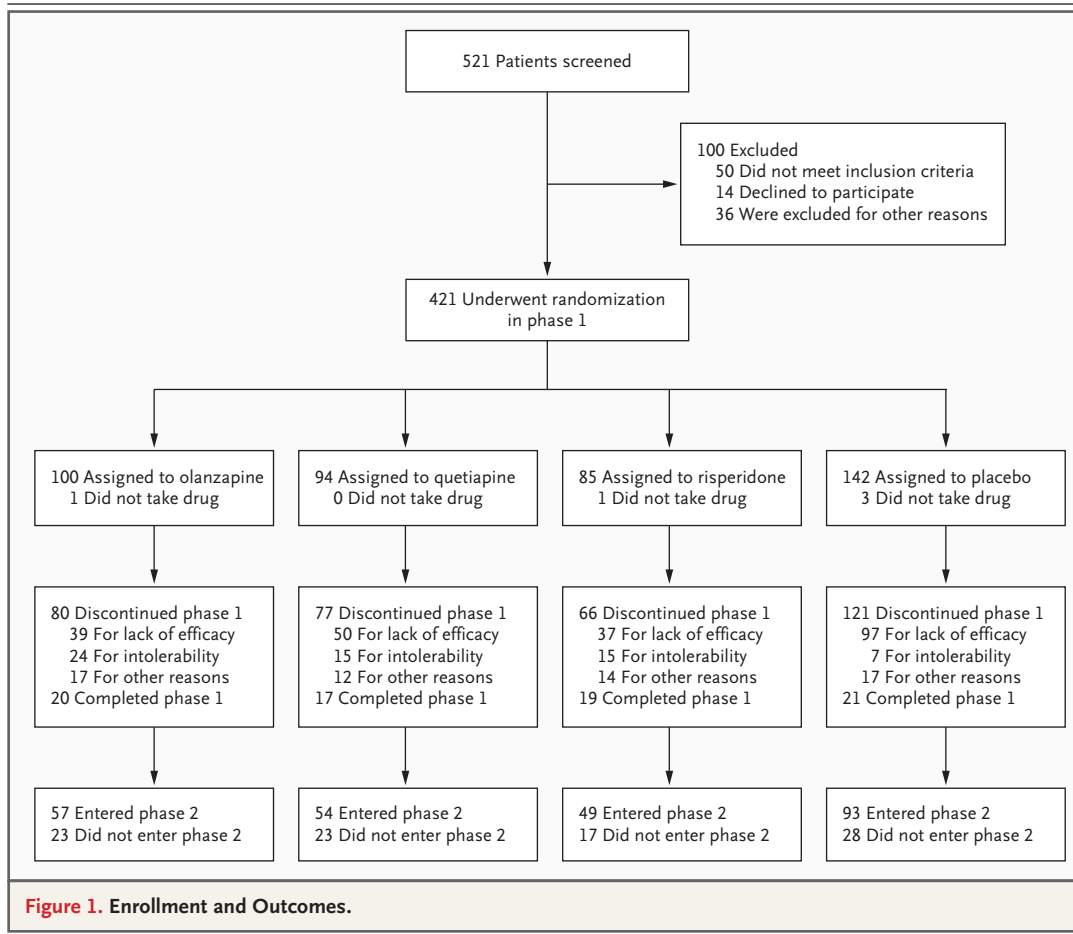 521 Patients screened
100 Excluded
50 Did not meet inclusion criteria
14 Declined to participate
36 Were excluded for other reasons
421 Underwent randomization
in phase 1
100 Assigned to olanzapine
1 Did not take drug
94 Assigned to quetiapine
0 Did not take drug
85 Assigned to risperidone
1 Did not take drug
142 Assigned to placebo
3 Did not take drug
80 Discontinued phase 1
39 For lack of efficacy
24 For intolerability
17 For other reasons
20 Completed phase 1
77 Discontinued phase 1
50 For lack of efficacy
15 For intolerability
12 For other reasons
17 Completed phase 1
66 Discontinued phase 1
37 For lack of efficacy
15 For intolerability
14 For other reasons
19 Completed phase 1
121 Discontinued phase 1
97 For lack of efficacy
7 For intolerability
17 For other reasons
21 Completed phase 1
57 Entered phase 2
23 Did not enter phase 2
54 Entered phase 2
23 Did not enter phase 2
49 Entered phase 2
17 Did not enter phase 2
93 Entered phase 2
28 Did not enter phase 2
Figure 1. Enrollment and Outcomes.